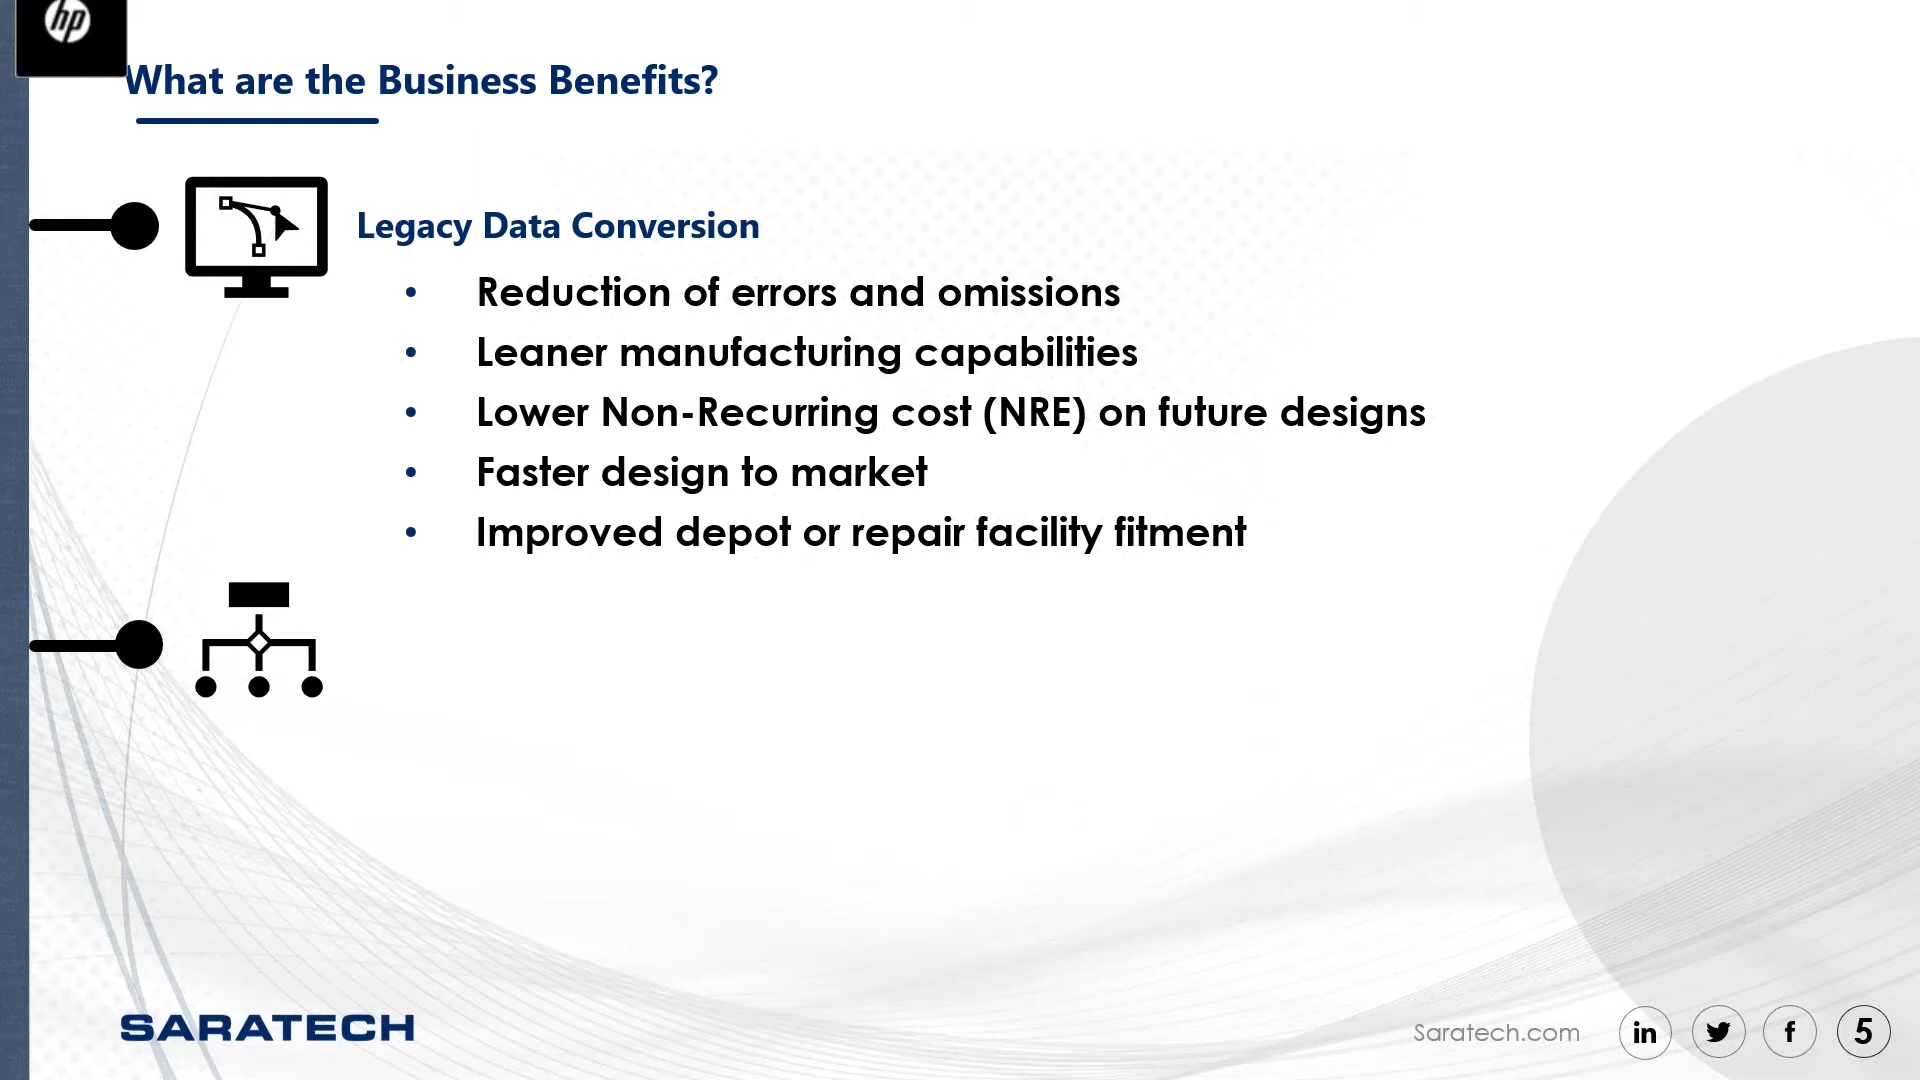 hp
What are the Business Benefits?
Legacy Data Conversion
• Reduction of errors and omissions
• Leaner manufacturing capabilities
• Lower Non-Recurring cost (NRE) on future designs
• Faster design to market
• Improved depot or repair facility fitment
SARATECH
Saratech.com
in
f
5